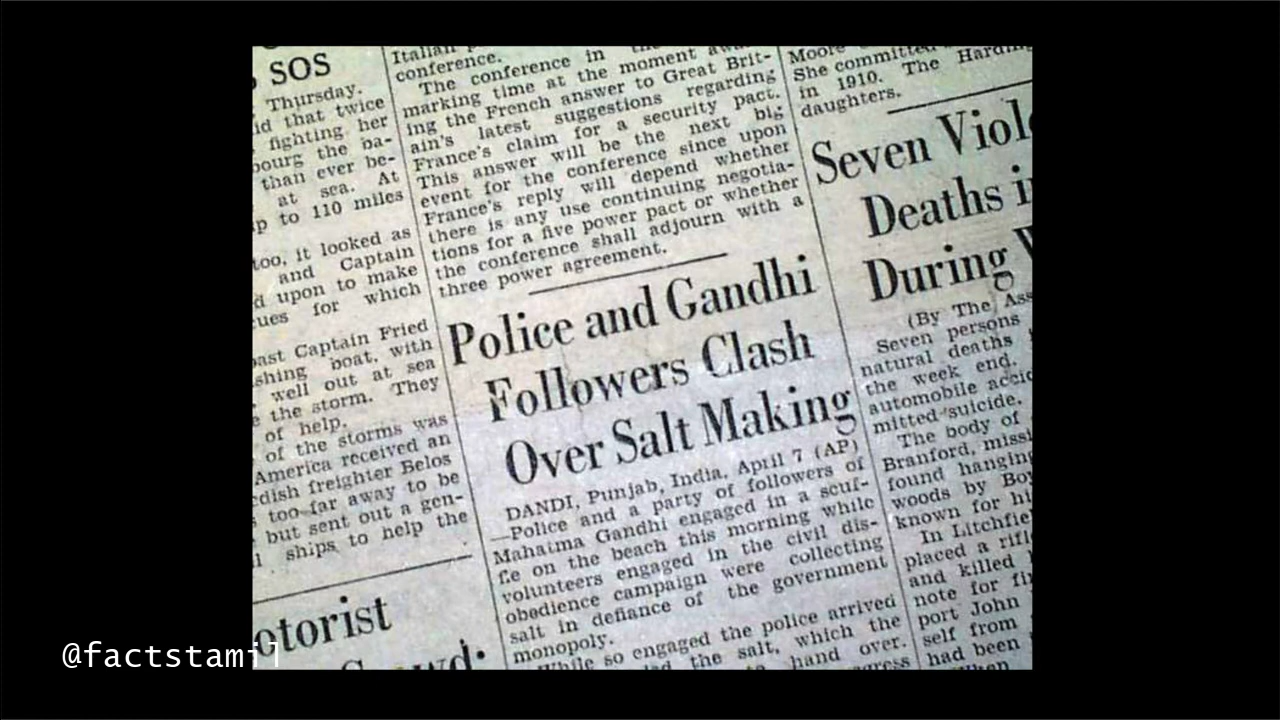 SOS
Thursday.
id that twice
fighting her
bourg the ba-
than ever be-
at sea. At
p to 110 miles
too, it looked as
and Captain
d upon to make
cues for which
past Captain Fried
shing boat, with
well out at sea
the storm. They
of help.
of the storms was
America received an
dish freighter Belos
too far away to be
but sent out a gen-
l ships to help the
otorist
Italian
conference.
The conference in
marking time at the moment
ing the French answer to Great Brit-
ain's latest suggestions regarding
France's claim for a security pact.
This answer will be the next big
event for the conference since upon
France's reply will depend whether
there is any use continuing negotia-
tions for a five power pact or whether
the conference shall adjourn with a
three power agreement.
Police and Gandhi
Followers Clash
Over Salt Making
DANDI, Punjab, India, April 7 (AP)
—Police and a party of followers of
Mahatma Gandhi engaged in a scuf-
fle on the beach this morning while
volunteers engaged in the civil dis-
obedience campaign were collecting
salt in defiance of the government
monopoly.
While so engaged the police arrived
the salt, which the
hand over.
Moore committed
She committed
in 1910. The Harding
daughters.
Seven Viol
Deaths in
During W
(By The Ass
Seven persons
natural deaths
the week end.
automobile accid
mitted suicide.
The body of
Branford, missi
found hanging
woods by Boy
known for hi
In Litchfiel
placed a rifl
and killed
note for fi
port John
self from
had been
When
@factstamil